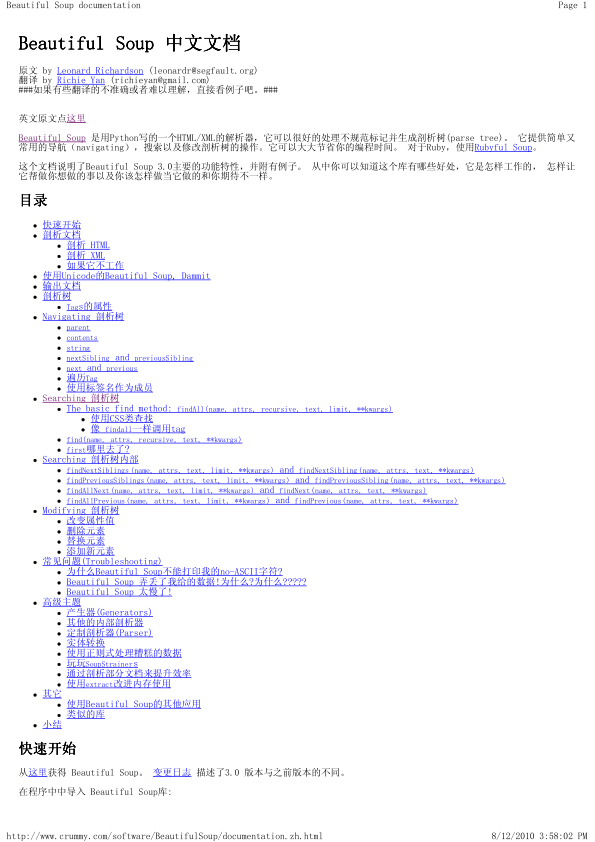 Beautiful Soup documentation
Page 1
Beautiful Soup 中文文档
原文 by Leonard Richardson (leonardr@segfault.org)
翻译 by Richie Yan (richieyan@gmail.com)
###如果有些翻译的不准确或者难以理解，直接看例子吧。###
英文原文点这里
Beautiful Soup 是用Python写的一个HTML/XML的解析器，它可以很好的处理不规范标记并生成剖析树(parse tree)。 它提供简单又
常用的导航（navigating），搜索以及修改剖析树的操作。它可以大大节省你的编程时间。 对于Ruby，使用Rubyful Soup。
这个文档说明了Beautiful Soup 3.0主要的功能特性，并附有例子。 从中你可以知道这个库有哪些好处，它是怎样工作的， 怎样让
它帮做你想做的事以及你该怎样做当它做的和你期待不一样。
目录
快速开始
剖析文档
剖析 HTML
剖析 XML
如果它不工作
使用Unicode的Beautiful Soup, Dammit
输出文档
剖析树
Tags的属性
Navigating 剖析树
parent
contents
string
nextSibling and previousSibling
next and previous
遍历Tag
使用标签名作为成员
Searching 剖析树
The basic find method: findAll(name, attrs, recursive, text, limit, **kwargs)
使用CSS类查找
像 findall一样调用tag
find(name, attrs, recursive, text, **kwargs)
first哪里去了?
Searching 剖析树内部
findNextSiblings(name, attrs, text, limit, **kwargs) and findNextSibling(name, attrs, text, **kwargs)
findPreviousSiblings(name, attrs, text, limit, **kwargs) and findPreviousSibling(name, attrs, text, **kwargs)
findAllNext(name, attrs, text, limit, **kwargs) and findNext(name, attrs, text, **kwargs)
findAllPrevious(name, attrs, text, limit, **kwargs) and findPrevious(name, attrs, text, **kwargs)
Modifying 剖析树
改变属性值
删除元素
替换元素
添加新元素
常见问题(Troubleshooting)
为什么Beautiful Soup不能打印我的no-ASCII字符?
Beautiful Soup 弄丢了我给的数据!为什么?为什么?????
Beautiful Soup 太慢了!
高级主题
产生器(Generators)
其他的内部剖析器
定制剖析器(Parser)
实体转换
使用正则式处理糟糕的数据
玩玩SoupStrainers
通过剖析部分文档来提升效率
使用extract改进内存使用
其它
使用Beautiful Soup的其他应用
类似的库
小结
快速开始
从这里获得 Beautiful Soup。 变更日志 描述了3.0 版本与之前版本的不同。
在程序中中导入 Beautiful Soup库:
http://www.crummy.com/software/BeautifulSoup/documentation.zh.html
8/12/2010 3:58:02 PM